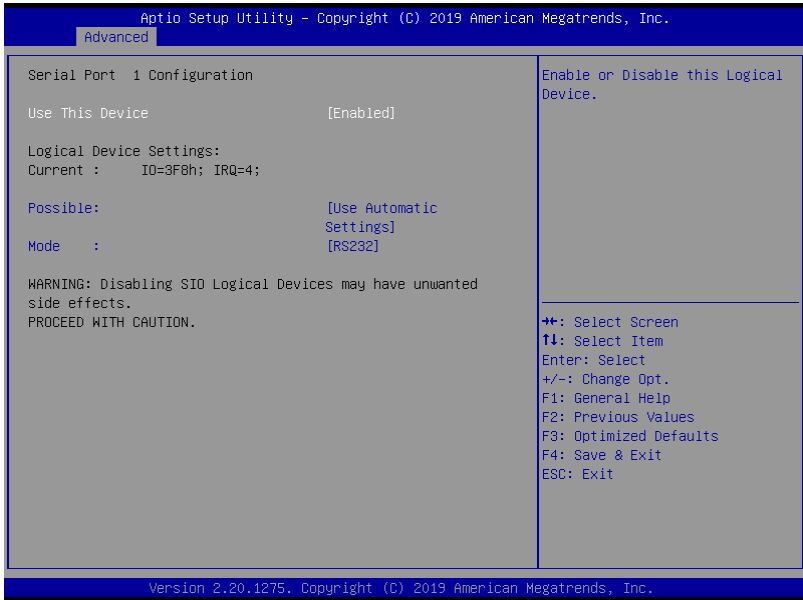 Aptio Setup Utility – Copyright (C) 2019 American Megatrends, Inc.
Advanced
Serial Port 1 Configuration
Use This Device [Enabled]
Logical Device Settings:
Current : IO=3F8h; IRQ=4;
Possible: [Use Automatic
Settings]
Mode : [RS232]
WARNING: Disabling SIO Logical Devices may have unwanted
side effects.
PROCEED WITH CAUTION.
Enable or Disable this Logical
Device.
→←: Select Screen
↑↓: Select Item
Enter: Select
+/-: Change Opt.
F1: General Help
F2: Previous Values
F3: Optimized Defaults
F4: Save & Exit
ESC: Exit
Version 2.20.1275. Copyright (C) 2019 American Megatrends, Inc.